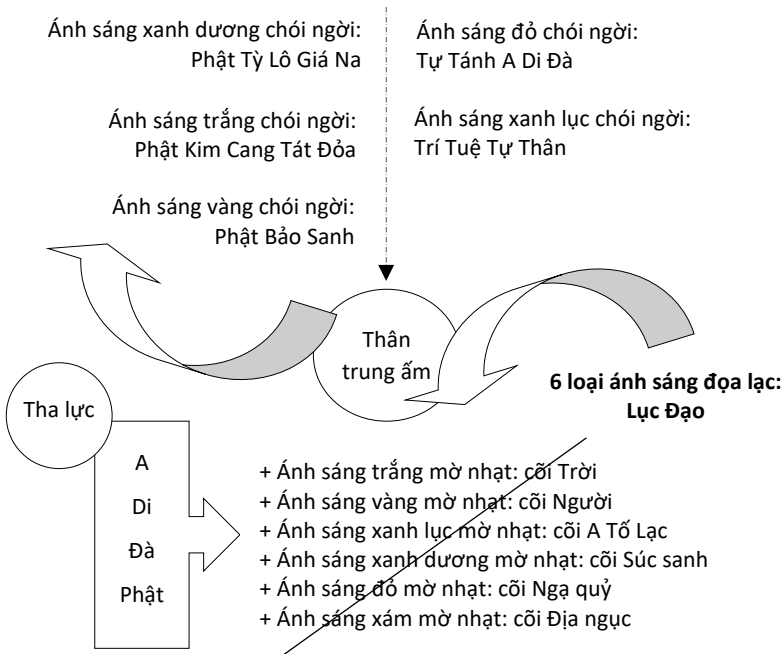 Ánh sáng xanh dương chói ngời:
Phật Tỳ Lô Giá Na
Ánh sáng đỏ chói ngời:
Tự Tánh A Di Đà
Ánh sáng trắng chói ngời:
Phật Kim Cang Tát Đỏa
Ánh sáng xanh lục chói ngời:
Trí Tuệ Tự Thân
Ánh sáng vàng chói ngời:
Phật Bảo Sanh
Thân
trung ấm
6 loại ánh sáng đọa lạc:
Lục Đạo
Tha lực
A
Di
Đà
Phật
+ Ánh sáng trắng mờ nhạt: cõi Trời
+ Ánh sáng vàng mờ nhạt: cõi Người
+ Ánh sáng xanh lục mờ nhạt: cõi A Tố Lạc
+ Ánh sáng xanh dương mờ nhạt: cõi Súc sanh
+ Ánh sáng đỏ mờ nhạt: cõi Ngạ quỷ
+ Ánh sáng xám mờ nhạt: cõi Địa ngục